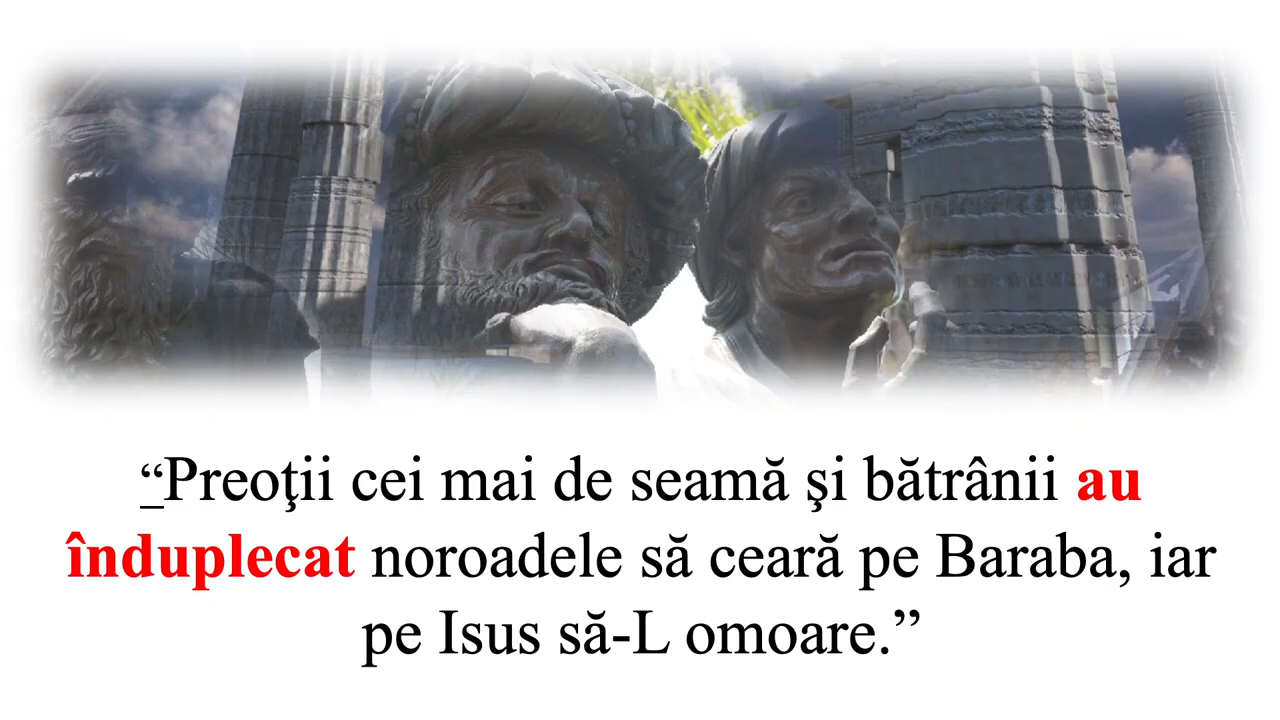 “Preoţii cei mai de seamă şi bătrânii au
înduplecat noroadele să ceară pe Baraba, iar
pe Isus să-L omoare.”